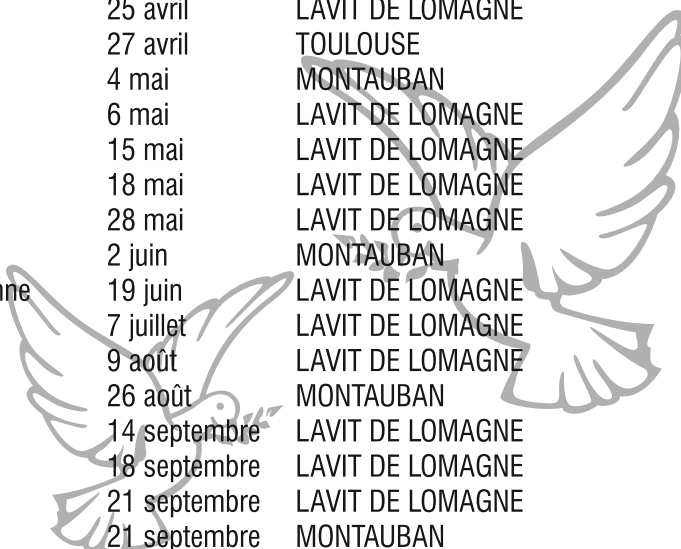 25 avril LAVIT DE LOMAGNE
27 avril TOULOUSE
4 mai MONTAUBAN
6 mai LAVIT DE LOMAGNE
15 mai LAVIT DE LOMAGNE
18 mai LAVIT DE LOMAGNE
28 mai LAVIT DE LOMAGNE
2 juin MONTAUBAN
19 juin LAVIT DE LOMAGNE
7 juillet LAVIT DE LOMAGNE
9 août LAVIT DE LOMAGNE
26 août MONTAUBAN
14 septembre LAVIT DE LOMAGNE
18 septembre LAVIT DE LOMAGNE
21 septembre LAVIT DE LOMAGNE
21 septembre MONTAUBAN